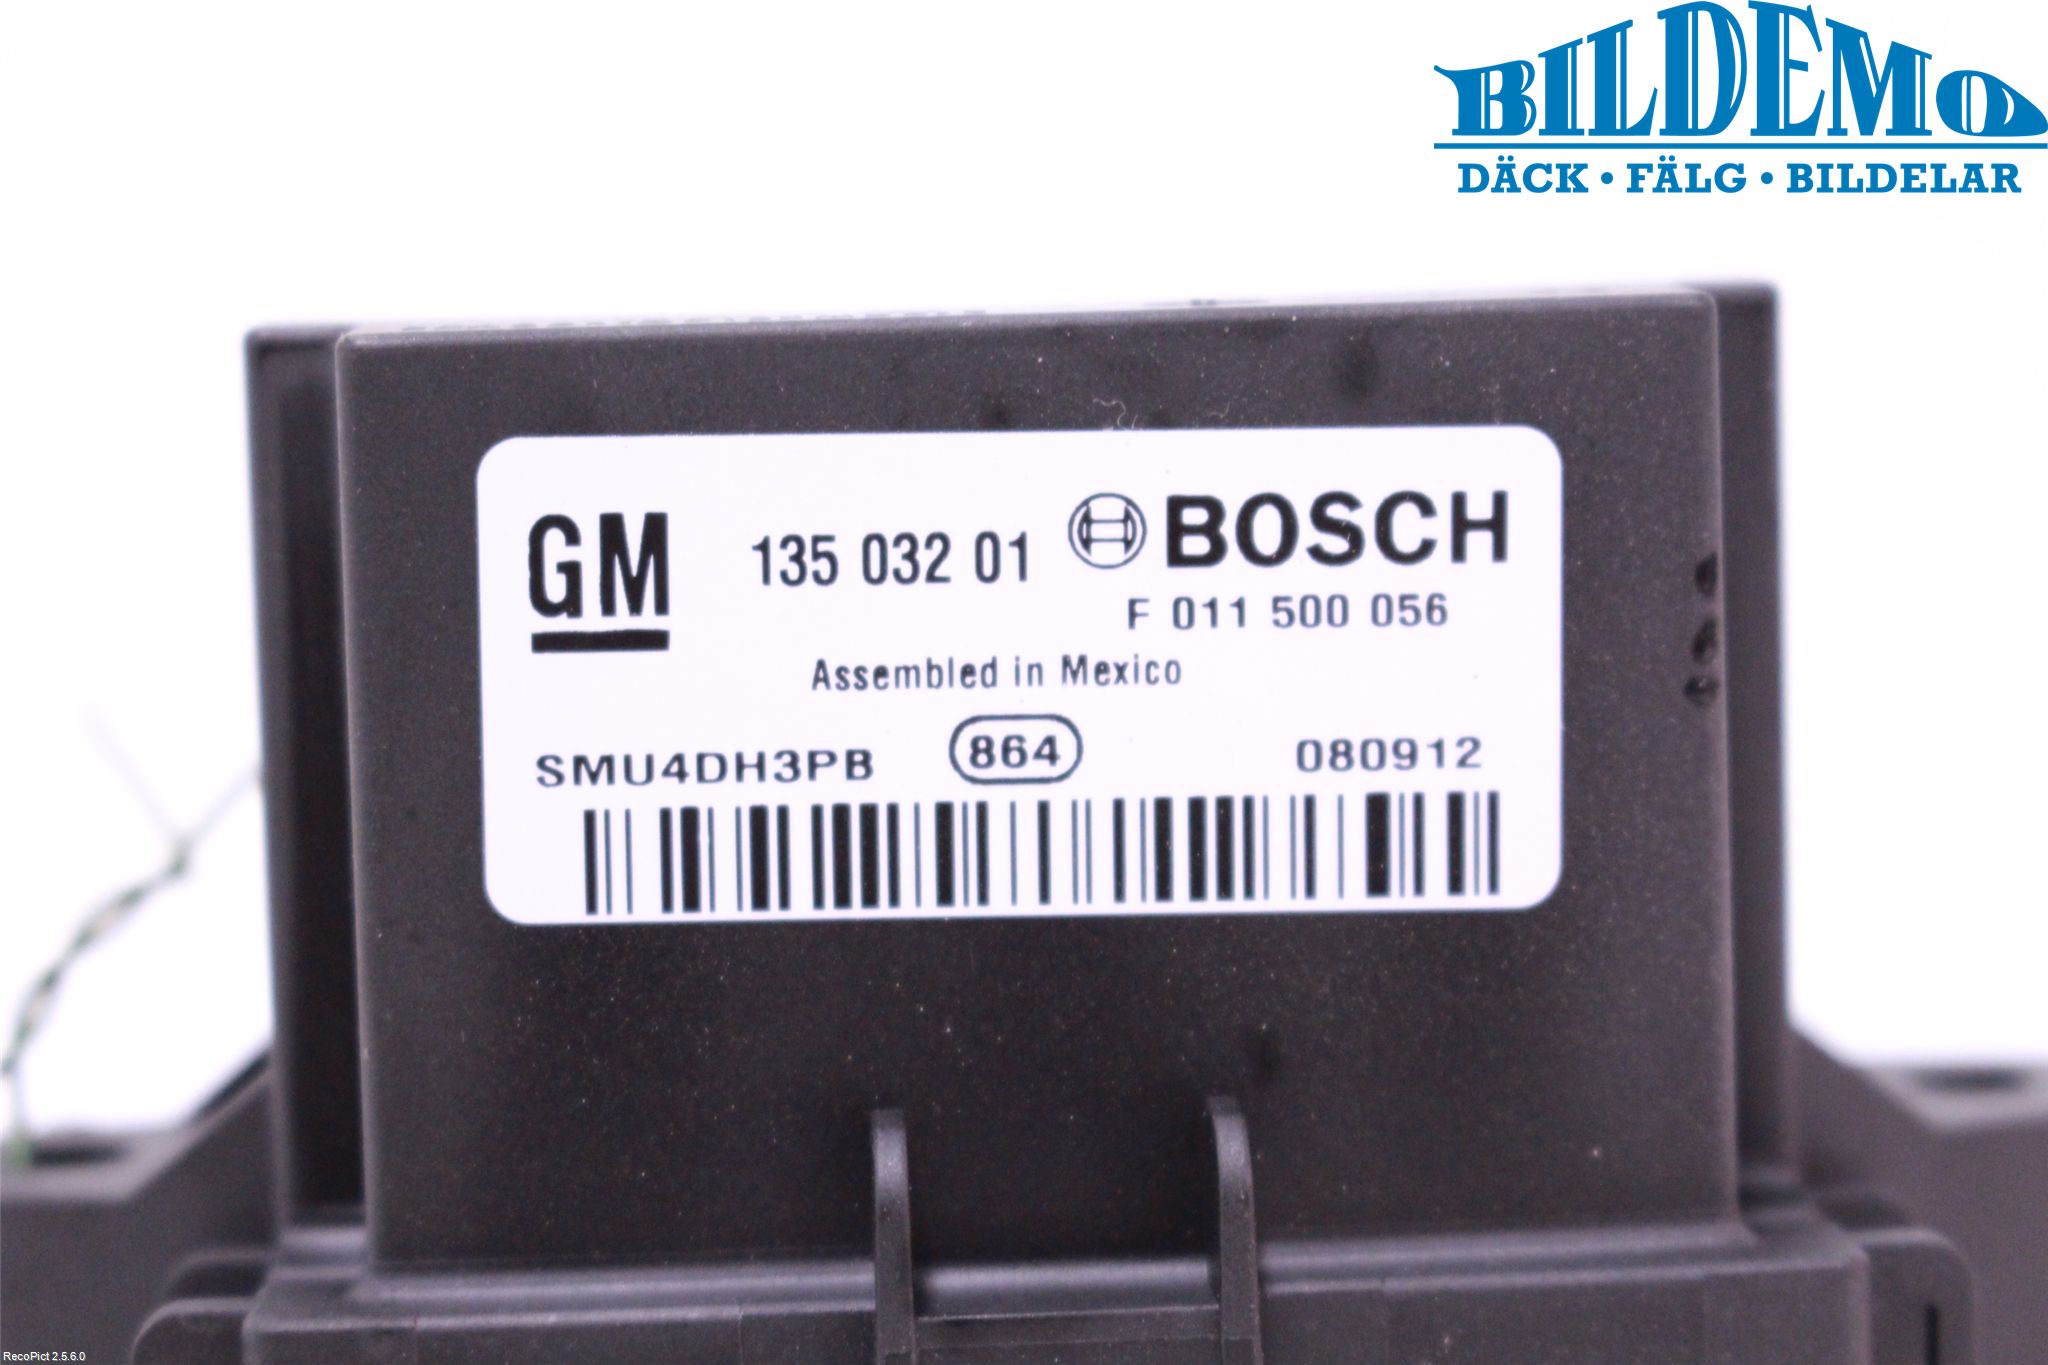 BILDEMO
DÄCK • FÄLG • BILDELAR
GM 135 032 01 BOSCH
F 011 500 056
Assembled in Mexico
SMU4DH3PB 864 080912
RecoPict 2.5.6.0